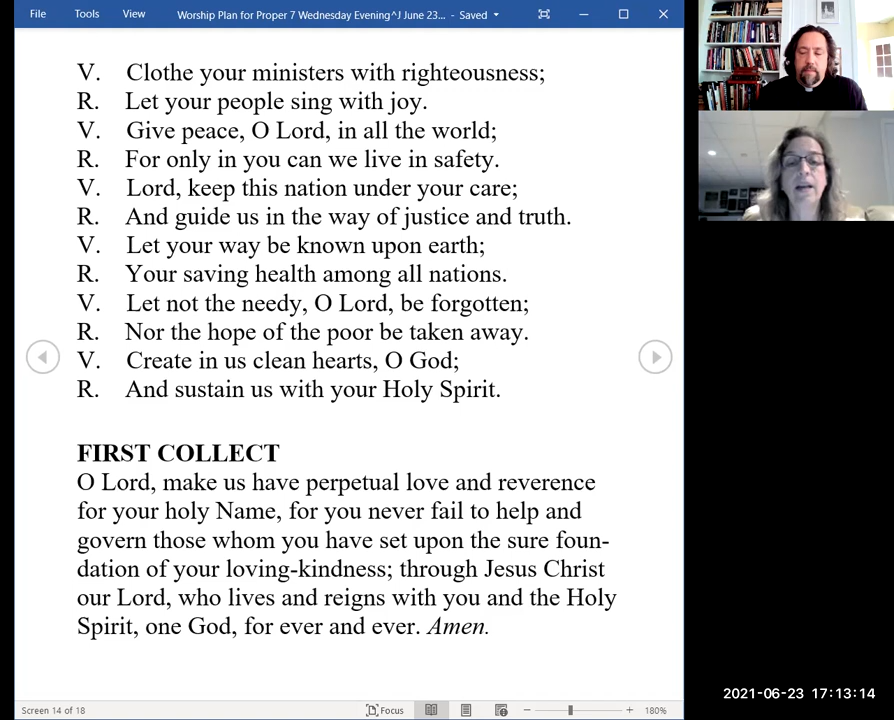 File Tools View Worship Plan for Proper 7 Wednesday Evening^J June 23... - Saved
V. Clothe your ministers with righteousness;
R. Let your people sing with joy.
V. Give peace, O Lord, in all the world;
R. For only in you can we live in safety.
V. Lord, keep this nation under your care;
R. And guide us in the way of justice and truth.
V. Let your way be known upon earth;
R. Your saving health among all nations.
V. Let not the needy, O Lord, be forgotten;
R. Nor the hope of the poor be taken away.
V. Create in us clean hearts, O God;
R. And sustain us with your Holy Spirit.
FIRST COLLECT
O Lord, make us have perpetual love and reverence
for your holy Name, for you never fail to help and
govern those whom you have set upon the sure foun-
dation of your loving-kindness; through Jesus Christ
our Lord, who lives and reigns with you and the Holy
Spirit, one God, for ever and ever. Amen.
2021-06-23 17:13:14
Screen 14 of 18 Focus 180%